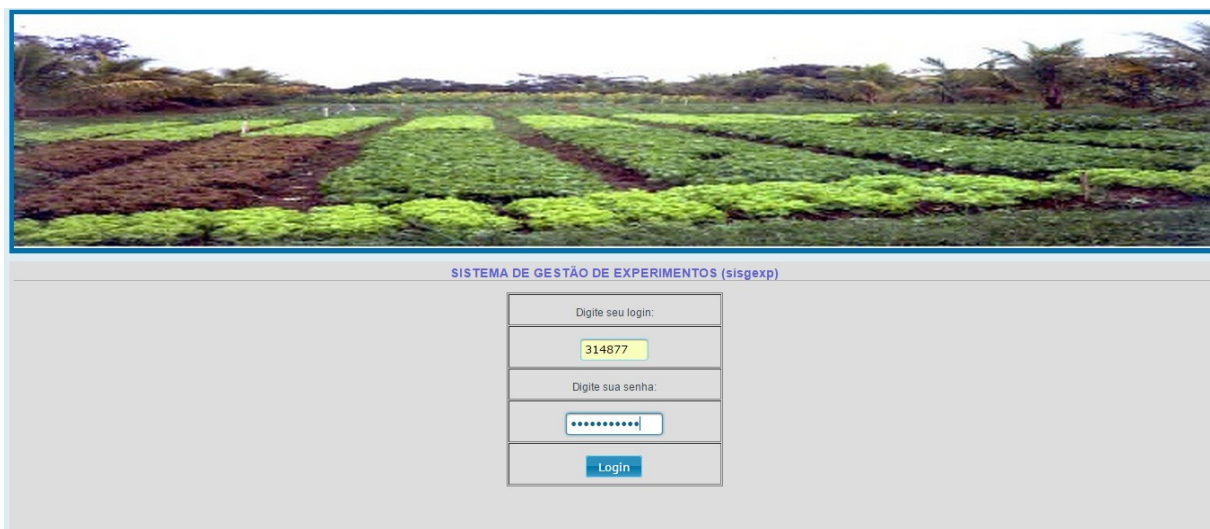 SISTEMA DE GESTÃO DE EXPERIMENTOS (sisgexp)
Digite seu login:
314877
Digite sua senha:
•••••••••••
Login